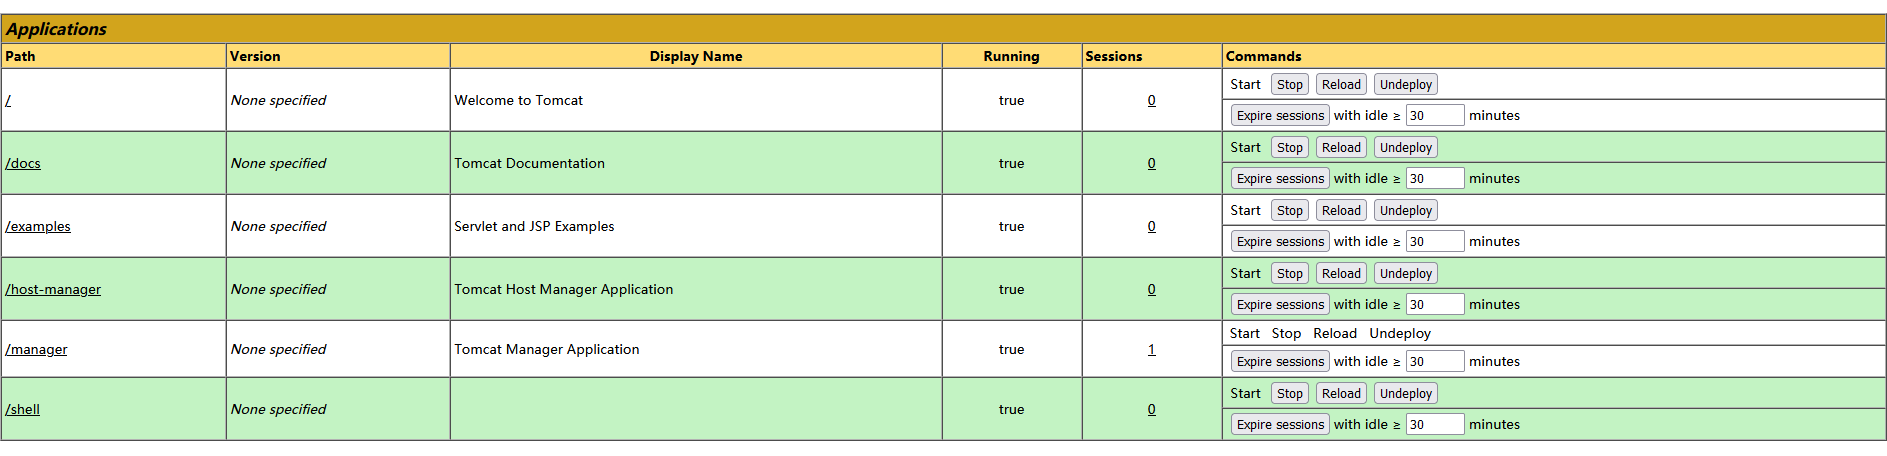 Applications
Path Version Display Name Running Sessions Commands
/ None specified Welcome to Tomcat true 0 Start Stop Reload Undeploy
Expire sessions with idle ≥ 30 minutes
/docs None specified Tomcat Documentation true 0 Start Stop Reload Undeploy
Expire sessions with idle ≥ 30 minutes
/examples None specified Servlet and JSP Examples true 0 Start Stop Reload Undeploy
Expire sessions with idle ≥ 30 minutes
/host-manager None specified Tomcat Host Manager Application true 0 Start Stop Reload Undeploy
Expire sessions with idle ≥ 30 minutes
/manager None specified Tomcat Manager Application true 1 Start Stop Reload Undeploy
Expire sessions with idle ≥ 30 minutes
/shell None specified true 0 Start Stop Reload Undeploy
Expire sessions with idle ≥ 30 minutes